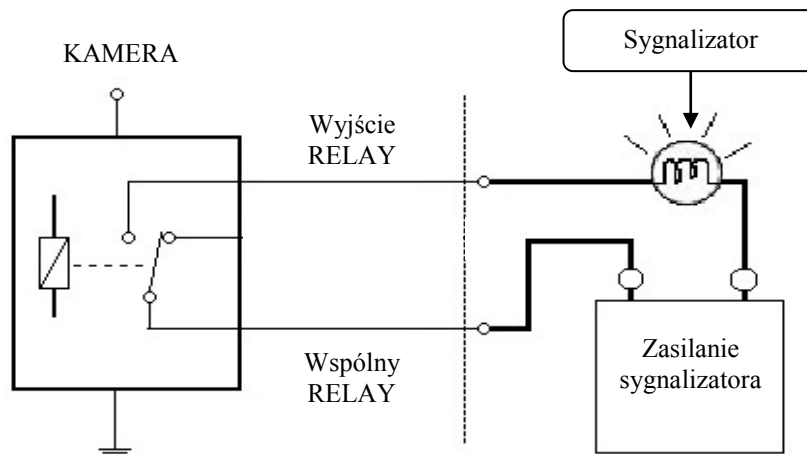 Sygnalizator
KAMERA
Wyjście
RELAY
Wspólny
RELAY
Zasilanie
sygnalizatora